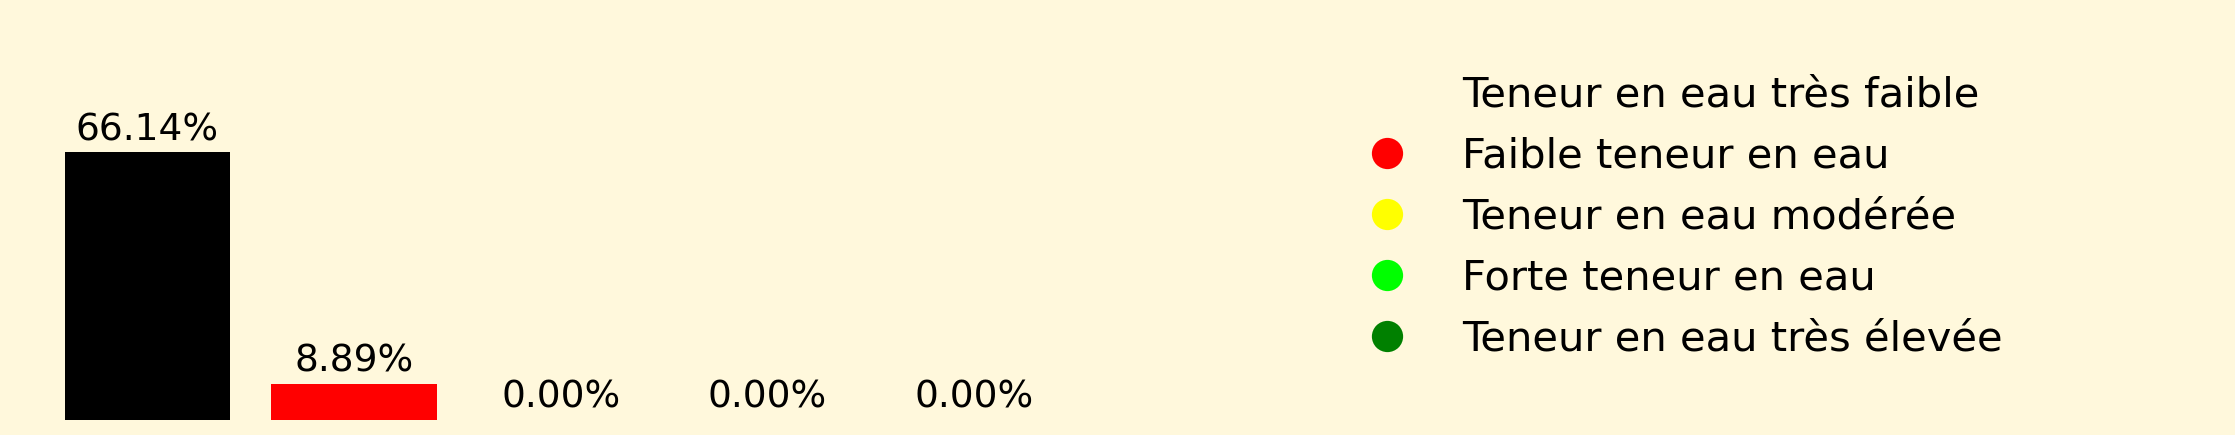 66.14%
8.89%
0.00%
0.00%
0.00%
Teneur en eau très faible
Faible teneur en eau
Teneur en eau modérée
Forte teneur en eau
Teneur en eau très élevée